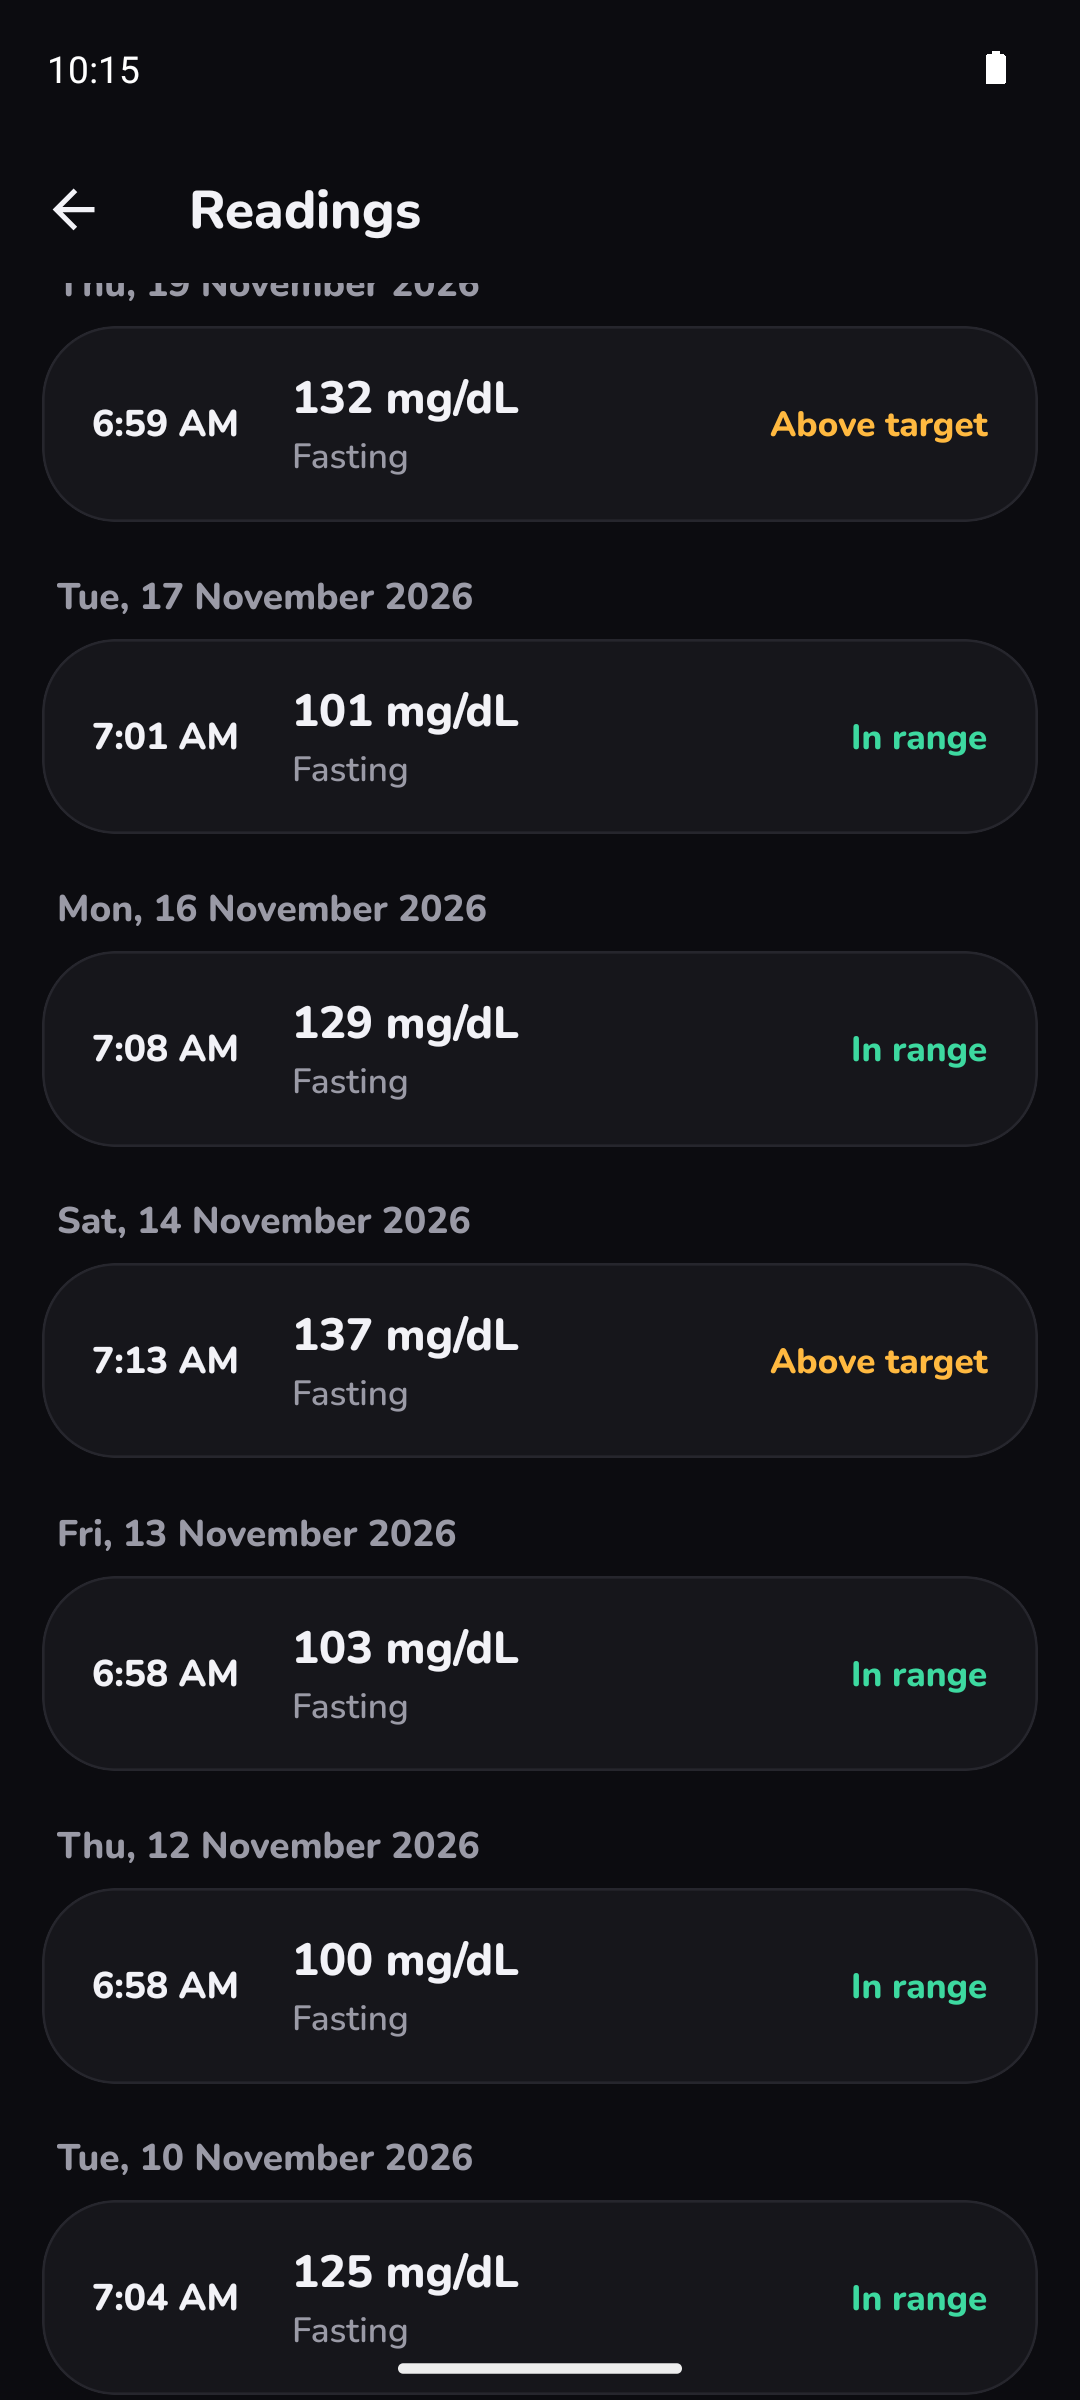 10:15
Readings
Thu, 19 November 2026
6:59 AM
132 mg/dL
Fasting
Above target
Tue, 17 November 2026
7:01 AM
101 mg/dL
Fasting
In range
Mon, 16 November 2026
7:08 AM
129 mg/dL
Fasting
In range
Sat, 14 November 2026
7:13 AM
137 mg/dL
Fasting
Above target
Fri, 13 November 2026
6:58 AM
103 mg/dL
Fasting
In range
Thu, 12 November 2026
6:58 AM
100 mg/dL
Fasting
In range
Tue, 10 November 2026
7:04 AM
125 mg/dL
Fasting
In range